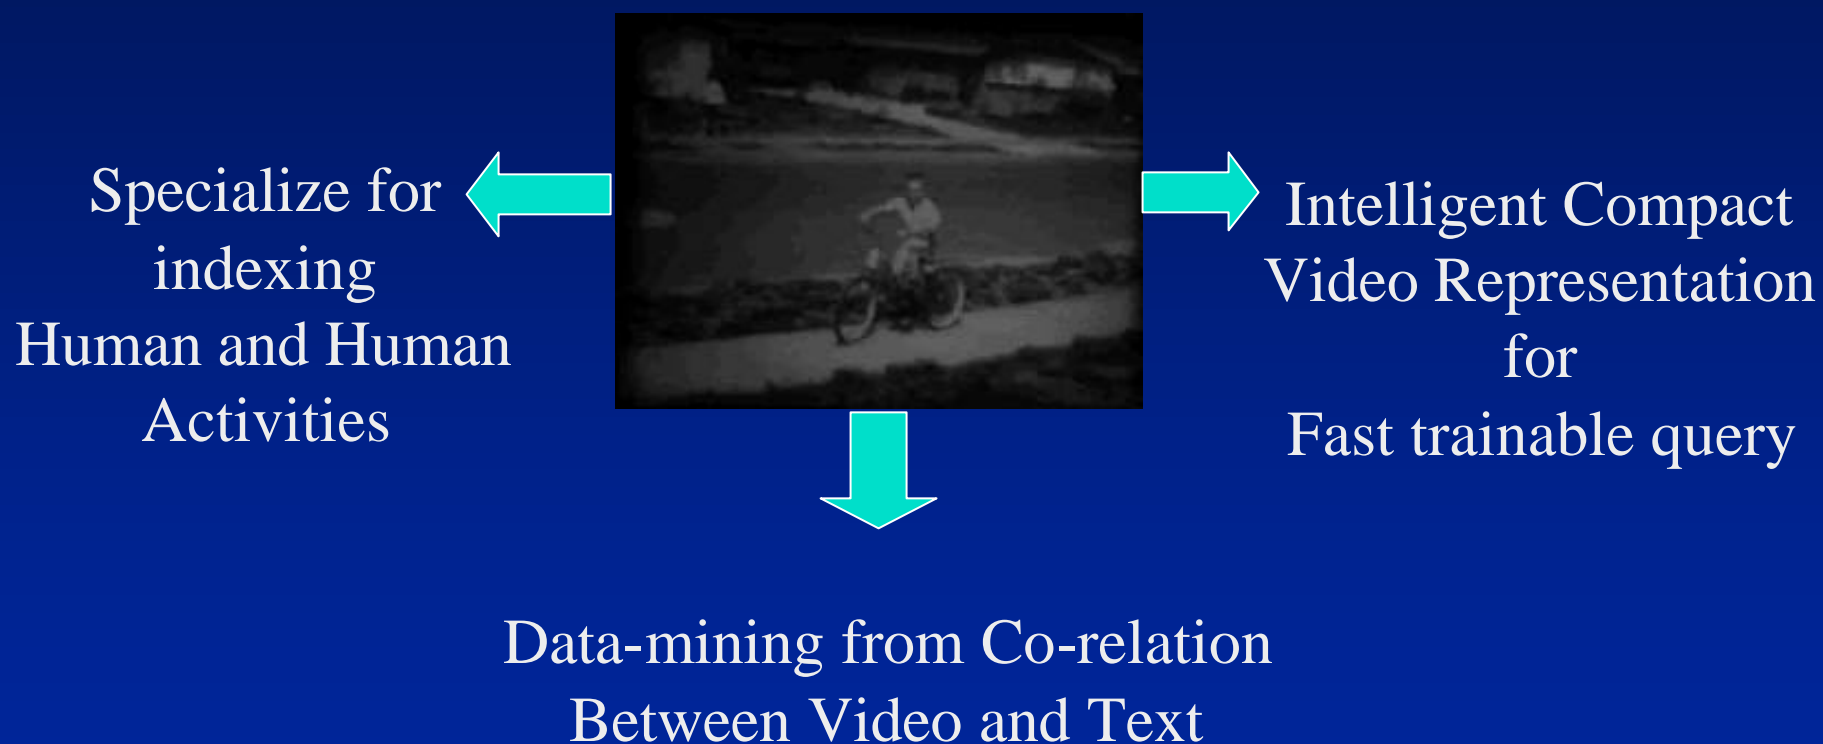 Specialize for
indexing
Human and Human
Activities
Intelligent Compact
Video Representation
for
Fast trainable query
Data-mining from Co-relation
Between Video and Text